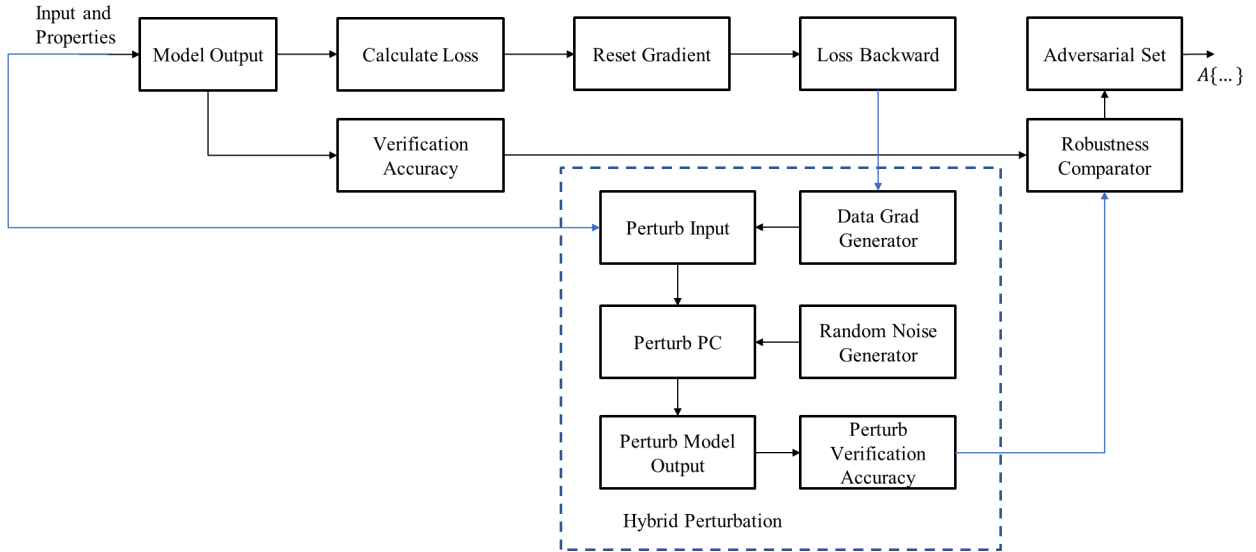 Input and
Properties
Model Output
Calculate Loss
Reset Gradient
Loss Backward
Adversarial Set
A{…}
Verification
Accuracy
Robustness
Comparator
Perturb Input
Data Grad
Generator
Perturb PC
Random Noise
Generator
Perturb Model
Output
Perturb
Verification
Accuracy
Hybrid Perturbation